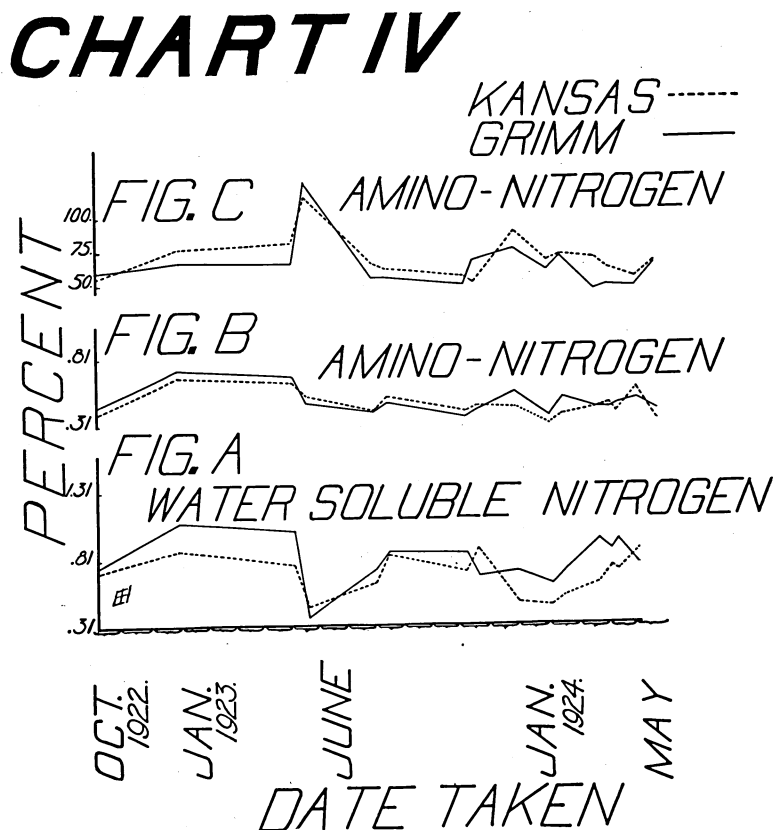 CHART IV
KANSAS
GRIMM
FIG. C AMINO-NITROGEN
100.
75
50.
FIG. B
AMINO-NITROGEN
.81
.31
FIG. A
WATER SOLUBLE NITROGEN
1.31
.81
.31
PERCENT
OCT. 1922.
JAN. 1923.
JUNE
JAN. 1924.
MAY
DATE TAKEN